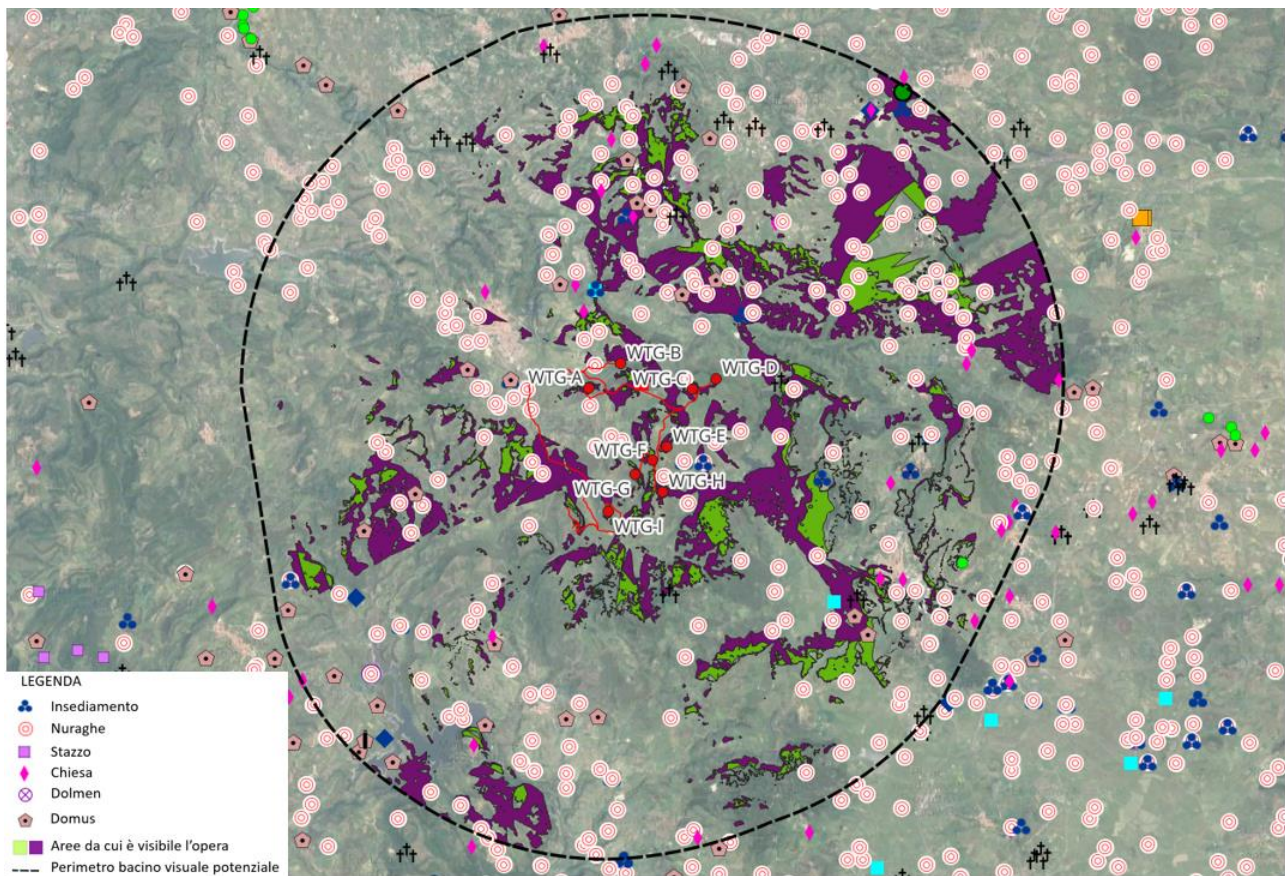 WTG-B
WTG-D
WTG-A
WTG-C
WTG-E
WTG-F
WTG-G
WTG-H
WTG-I
LEGENDA
Insediamento
Nuraghe
Stazzo
Chiesa
Dolmen
Domus
Aree da cui è visibile l'opera
Perimetro bacino visuale potenziale